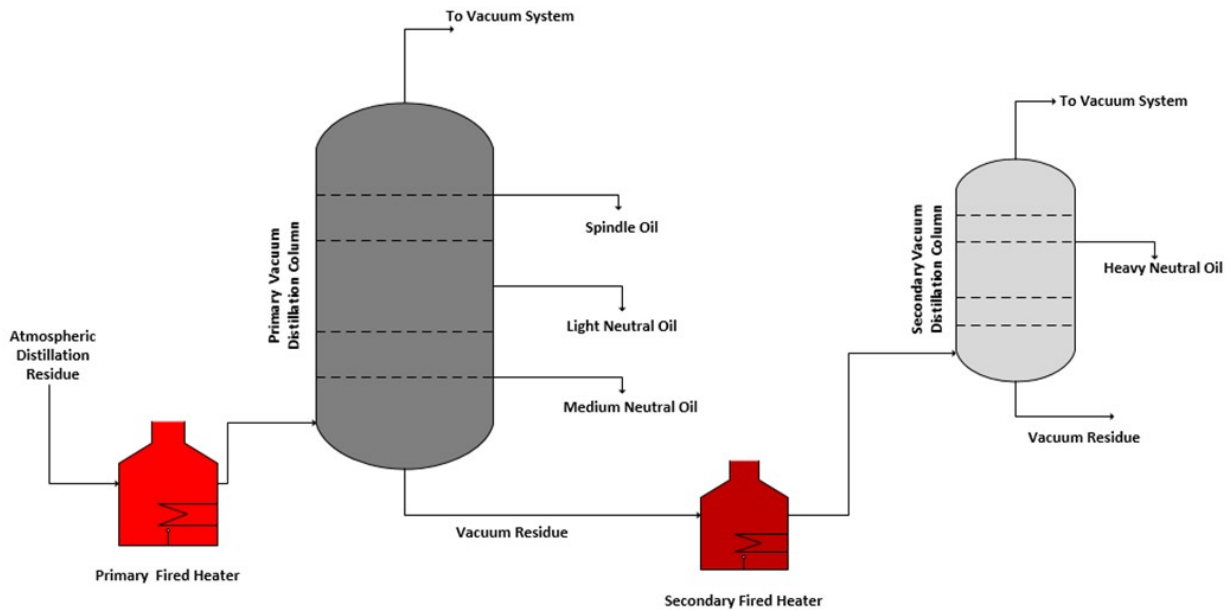 To Vacuum System
Primary Vacuum
Distillation Column
Spindle Oil
Light Neutral Oil
Medium Neutral Oil
Atmospheric
Distillation
Residue
Primary  Fired Heater
Vacuum Residue
Secondary Fired Heater
To Vacuum System
Secondary Vacuum
Distillation Column
Heavy Neutral Oil
Vacuum Residue